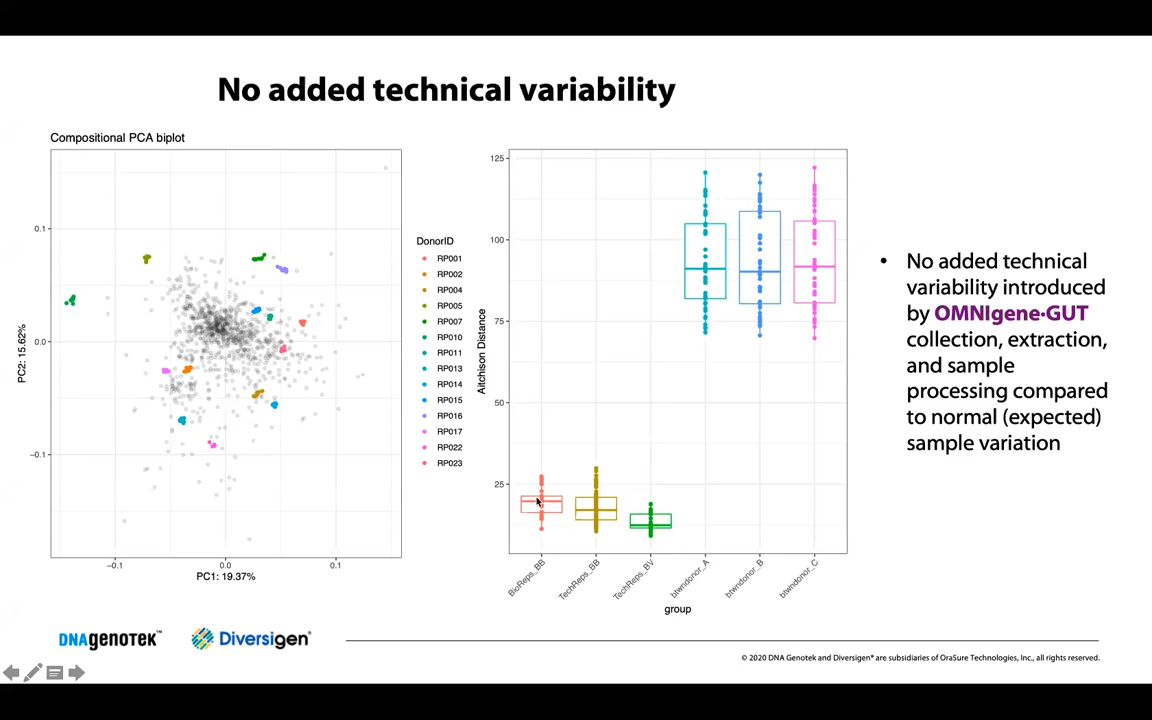 No added technical variability
Compositional PCA biplot
0.1
0.0
−0.1
PC2: 15.62%
−0.1
0.0
0.1
PC1: 19.37%
DonorID
RP001
RP002
RP004
RP005
RP007
RP010
RP011
RP013
RP014
RP015
RP016
RP017
RP022
RP023
125
100
75
50
25
Aitchison Distance
BioReps_BB
TechReps_BB
TechReps_BV
btwndonor_A
btwndonor_B
btwndonor_C
group
• No added technical
variability introduced
by OMNIgene•GUT
collection, extraction,
and sample
processing compared
to normal (expected)
sample variation
DNAgenotek™
Diversigen®
© 2020 DNA Genotek and Diversigen® are subsidiaries of OraSure Technologies, Inc., all rights reserved.